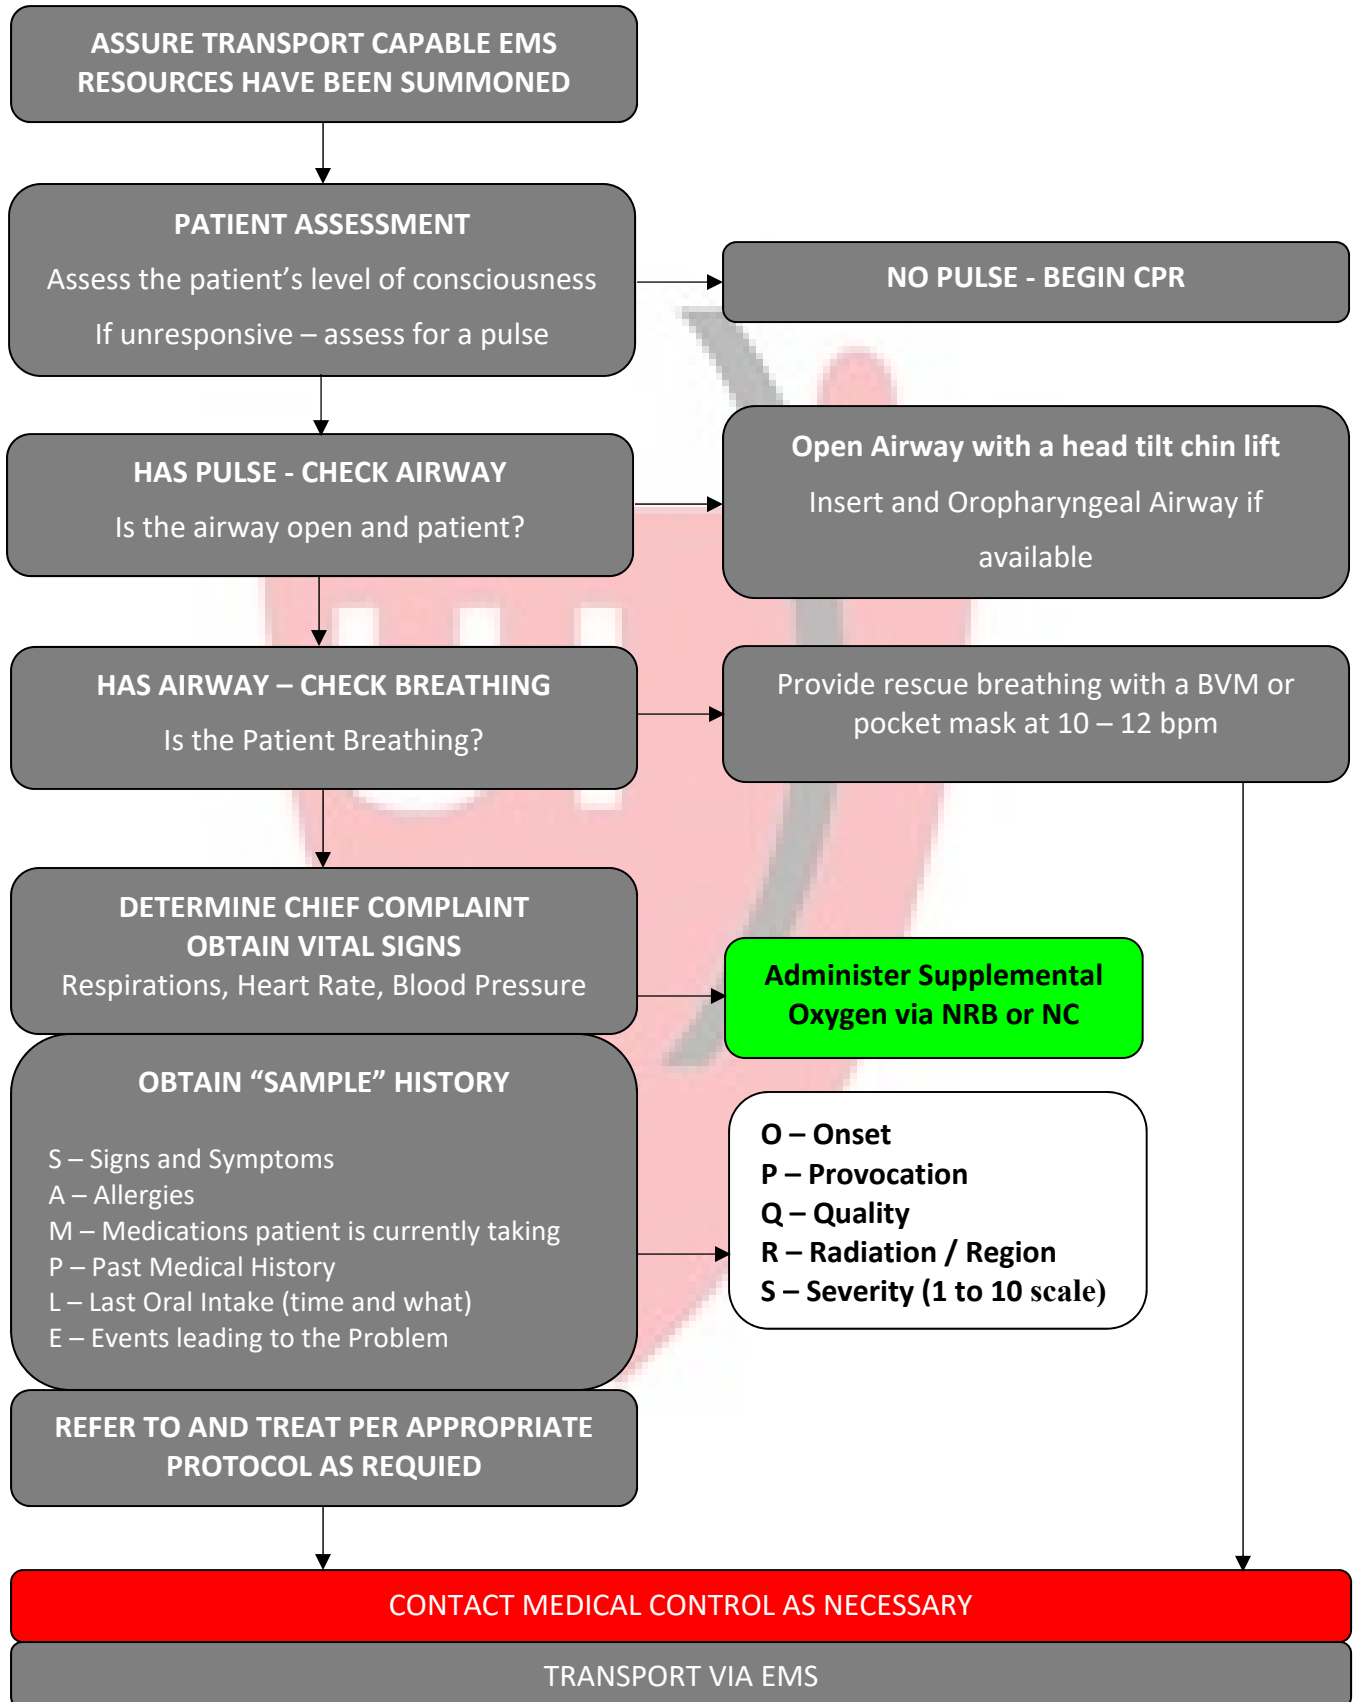 ASSURE TRANSPORT CAPABLE EMS
RESOURCES HAVE BEEN SUMMONED
PATIENT ASSESSMENT
Assess the patient’s level of consciousness
If unresponsive – assess for a pulse
NO PULSE - BEGIN CPR
HAS PULSE - CHECK AIRWAY
Is the airway open and patient?
Open Airway with a head tilt chin lift
Insert and Oropharyngeal Airway if
available
HAS AIRWAY – CHECK BREATHING
Is the Patient Breathing?
Provide rescue breathing with a BVM or
pocket mask at 10 – 12 bpm
DETERMINE CHIEF COMPLAINT
OBTAIN VITAL SIGNS
Respirations, Heart Rate, Blood Pressure
Administer Supplemental
Oxygen via NRB or NC
OBTAIN “SAMPLE” HISTORY
S – Signs and Symptoms
A – Allergies
M – Medications patient is currently taking
P – Past Medical History
L – Last Oral Intake (time and what)
E – Events leading to the Problem
O – Onset
P – Provocation
Q – Quality
R – Radiation / Region
S – Severity (1 to 10 scale)
REFER TO AND TREAT PER APPROPRIATE
PROTOCOL AS REQUIED
CONTACT MEDICAL CONTROL AS NECESSARY
TRANSPORT VIA EMS